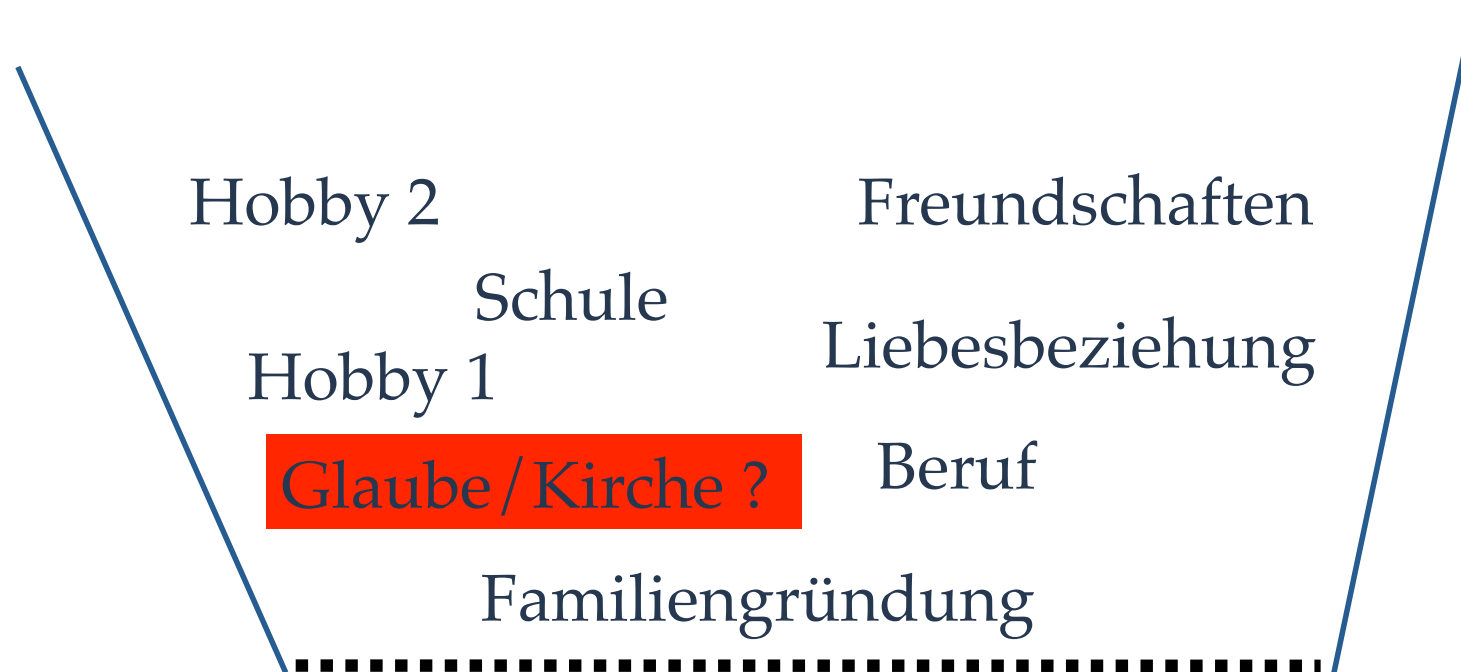 Hobby 2
Freundschaften
Schule
Liebesbeziehung
Hobby 1
Beruf
Glaube/Kirche ?
Familiengründung